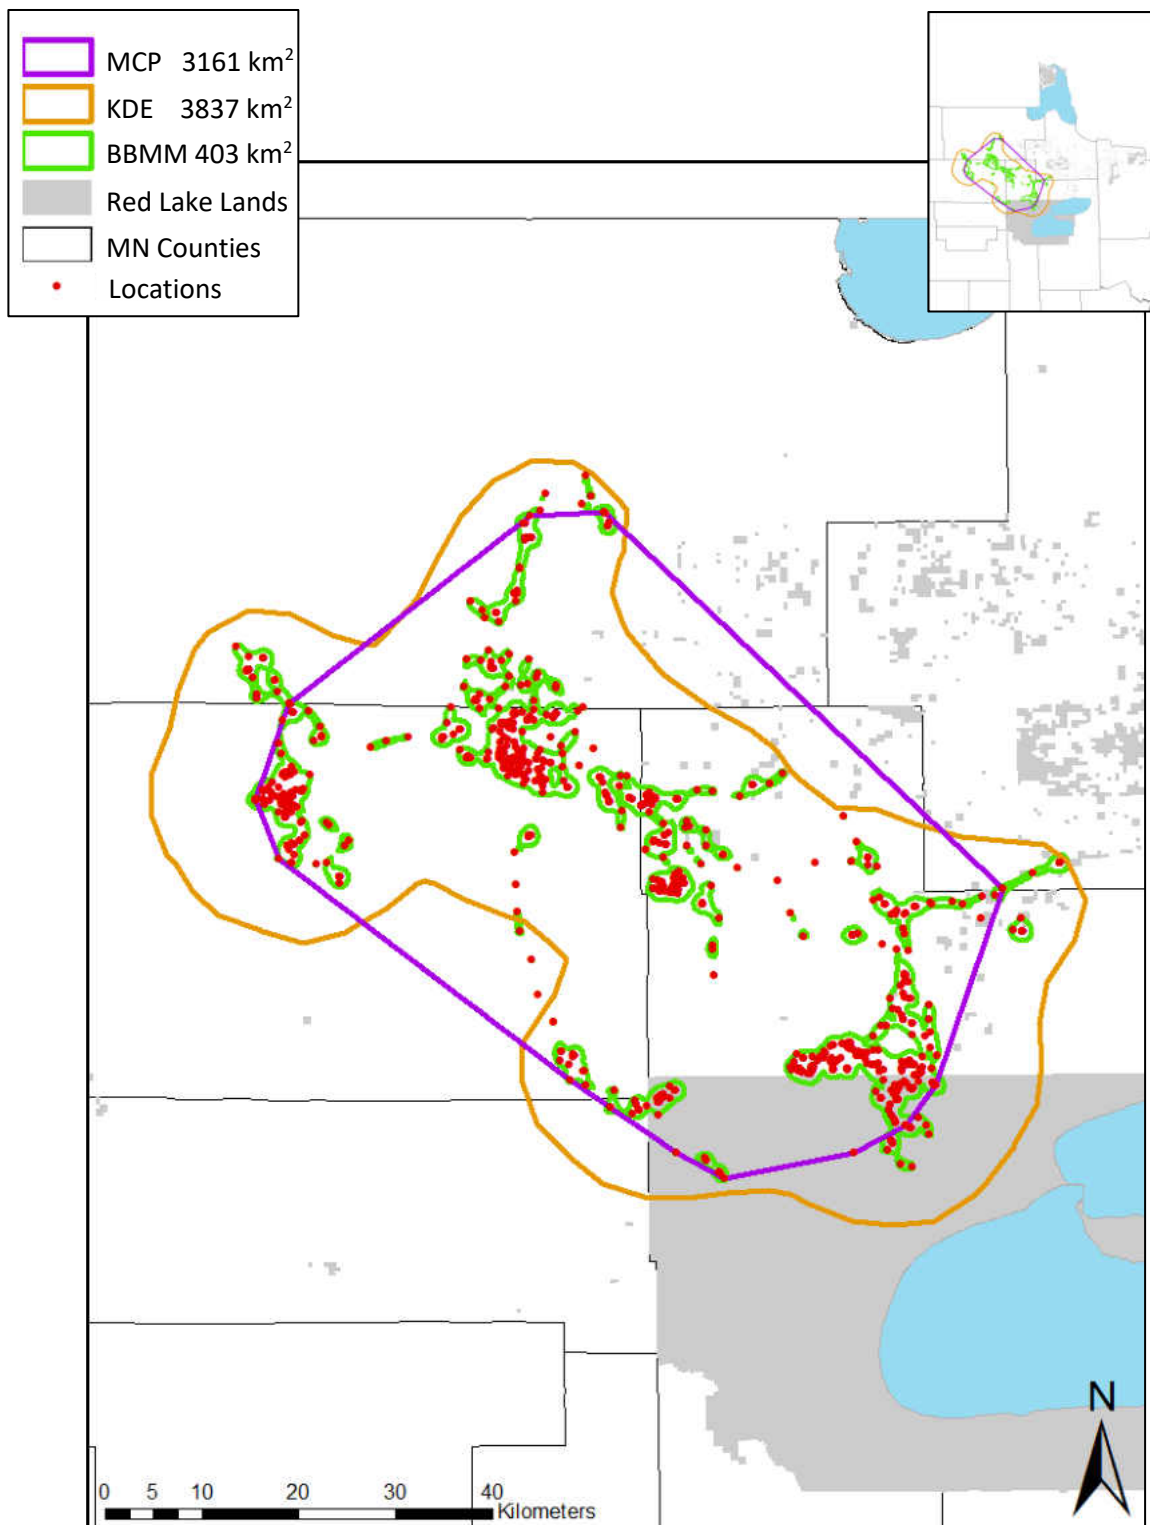 MCP 3161 km²
KDE 3837 km²
BBMM 403 km²
Red Lake Lands
MN Counties
Locations
N
0 5 10 20 30 40
Kilometers